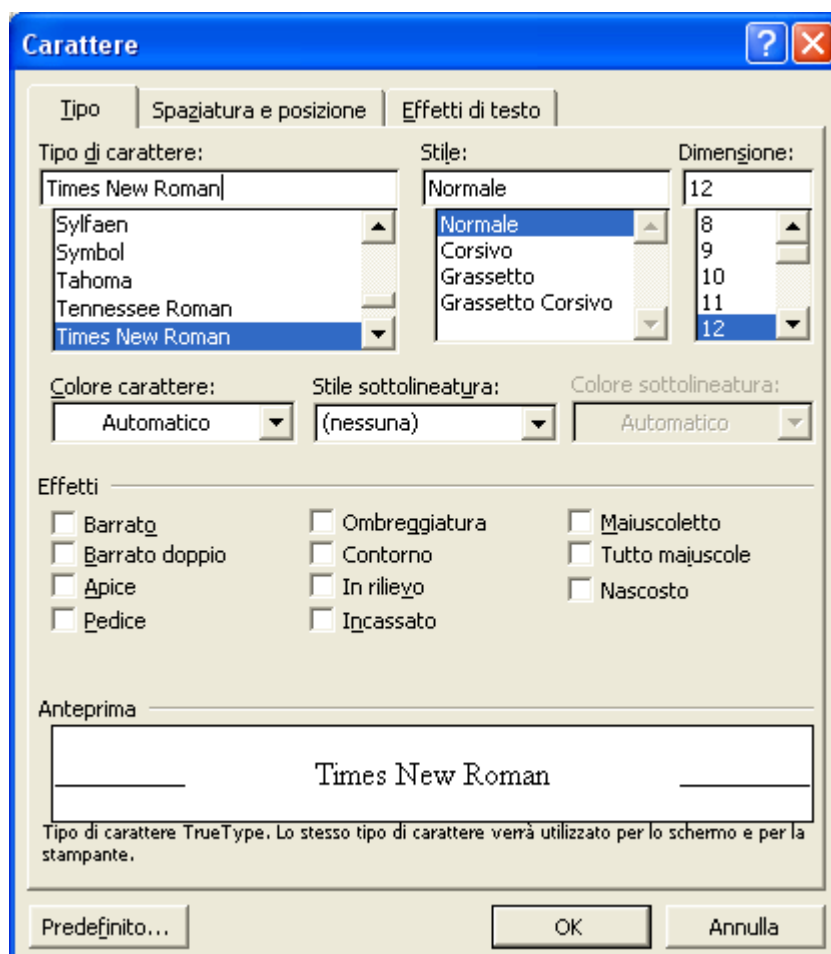 Carattere
Tipo Spaziatura e posizione Effetti di testo
Tipo di carattere: Stile: Dimensione:
Times New Roman Normale 12
Sylfaen Normale 8
Symbol Corsivo 9
Tahoma Grassetto 10
Tennessee Roman Grassetto Corsivo 11
Times New Roman 12
Colore carattere: Stile sottolineatura: Colore sottolineatura:
Automatico (nessuna) Automatico
Effetti
Barrato Ombreggiatura Maiuscoletto
Barrato doppio Contorno Tutto maiuscole
Apice In rilievo Nascosto
Pedice Incassato
Anteprima
Times New Roman
Tipo di carattere TrueType. Lo stesso tipo di carattere verrà utilizzato per lo schermo e per la
stampante.
Predefinito... OK Annulla